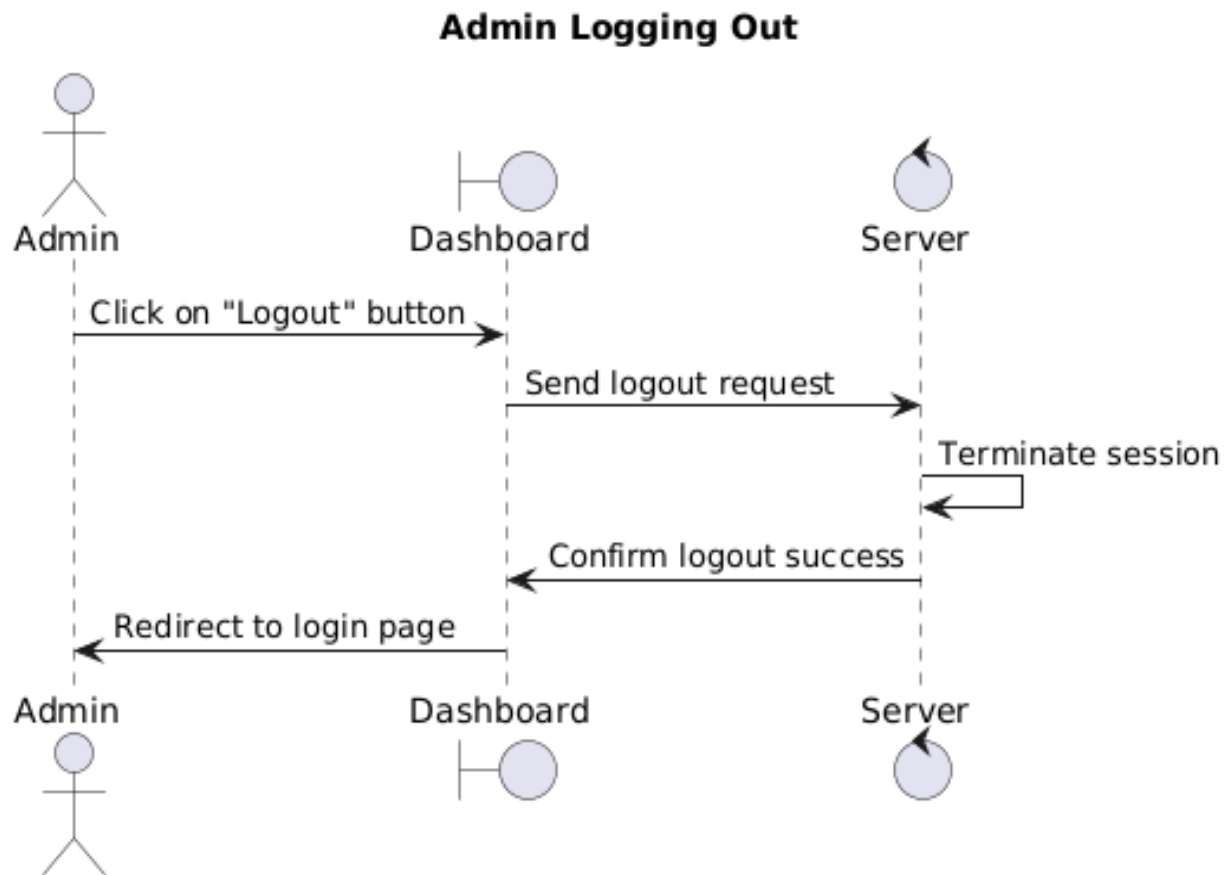 Admin Logging Out
Admin
Dashboard
Server
Click on "Logout" button
Send logout request
Terminate session
Confirm logout success
Redirect to login page
Admin
Dashboard
Server